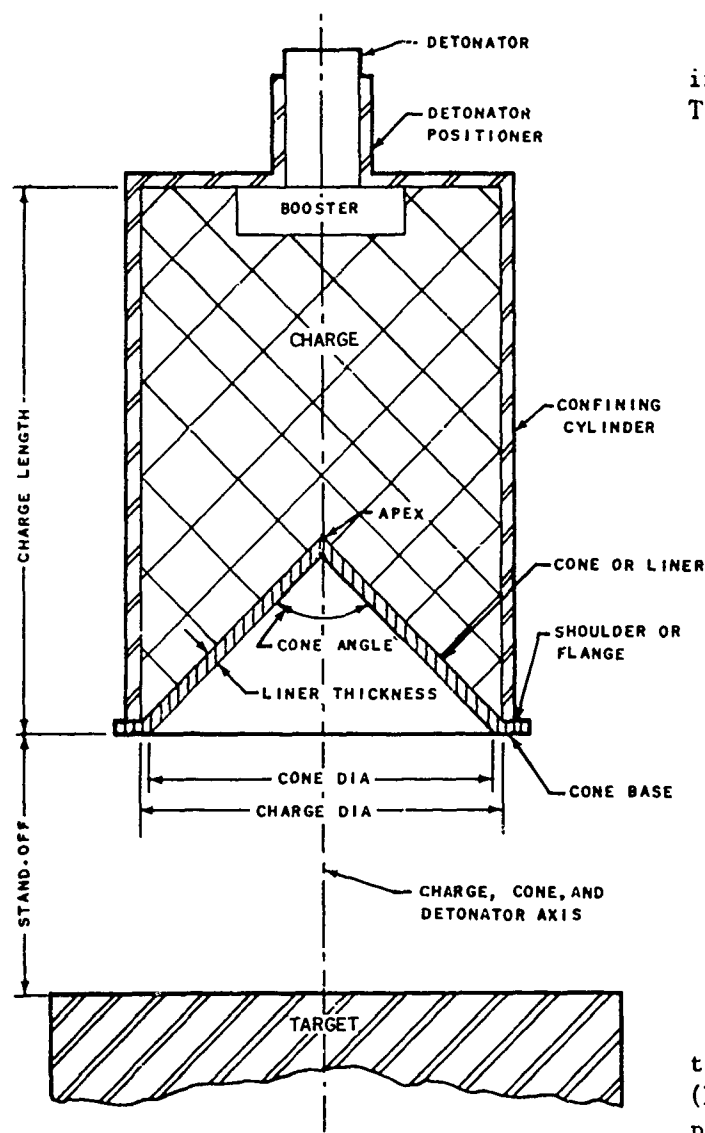 DETONATOR
DETONATOR
POSITIONER
BOOSTER
CHARGE
CONFINING
CYLINDER
CHARGE LENGTH
APEX
CONE OR LINER
CONE ANGLE
SHOULDER OR
FLANGE
LINER THICKNESS
CONE DIA
CONE BASE
CHARGE DIA
STAND-OFF
CHARGE, CONE, AND
DETONATOR AXIS
TARGET